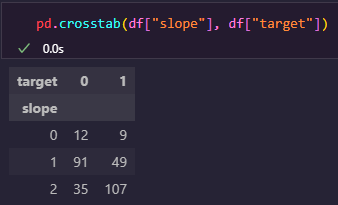 pd.crosstab(df["slope"], df["target"])
0.0s
target 0 1
slope
0 12 9
1 91 49
2 35 107